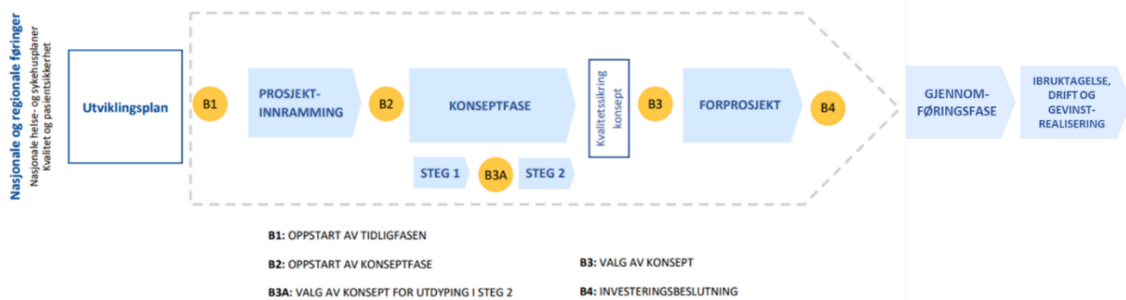 Nasjonale og regionale føringer
Nasjonale helse- og sykehusplaner
Kvalitet og pasientsikkerhet
Utviklingsplan
B1
PROSJEKT-
INNRAMMING
B2
KONSEPTFASE
STEG 1
B3A
STEG 2
Kvalitetssikring
konsept
B3
FORPROSJEKT
B4
GJENNOM-
FØRINGSFASE
IBRUKTAGELSE,
DRIFT OG
GEVINST-
REALISERING
B1: OPPSTART AV TIDLIGFASEN
B2: OPPSTART AV KONSEPTFASE
B3A: VALG AV KONSEPT FOR UTDYPING I STEG 2
B3: VALG AV KONSEPT
B4: INVESTERINGSBESLUTNING